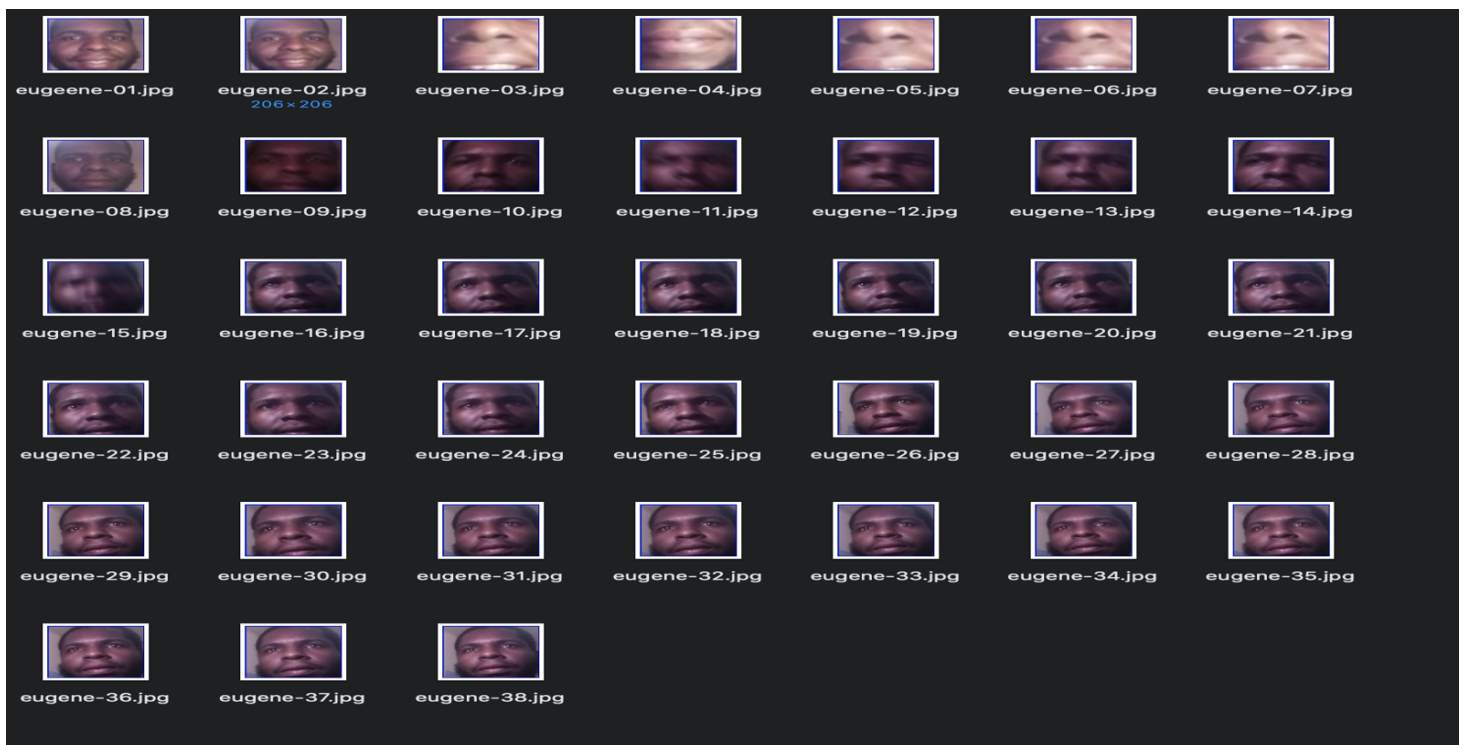 eugeene-01.jpg eugene-02.jpg eugene-03.jpg eugene-04.jpg eugene-05.jpg eugene-06.jpg eugene-07.jpg
206×206
eugene-08.jpg eugene-09.jpg eugene-10.jpg eugene-11.jpg eugene-12.jpg eugene-13.jpg eugene-14.jpg
eugene-15.jpg eugene-16.jpg eugene-17.jpg eugene-18.jpg eugene-19.jpg eugene-20.jpg eugene-21.jpg
eugene-22.jpg eugene-23.jpg eugene-24.jpg eugene-25.jpg eugene-26.jpg eugene-27.jpg eugene-28.jpg
eugene-29.jpg eugene-30.jpg eugene-31.jpg eugene-32.jpg eugene-33.jpg eugene-34.jpg eugene-35.jpg
eugene-36.jpg eugene-37.jpg eugene-38.jpg